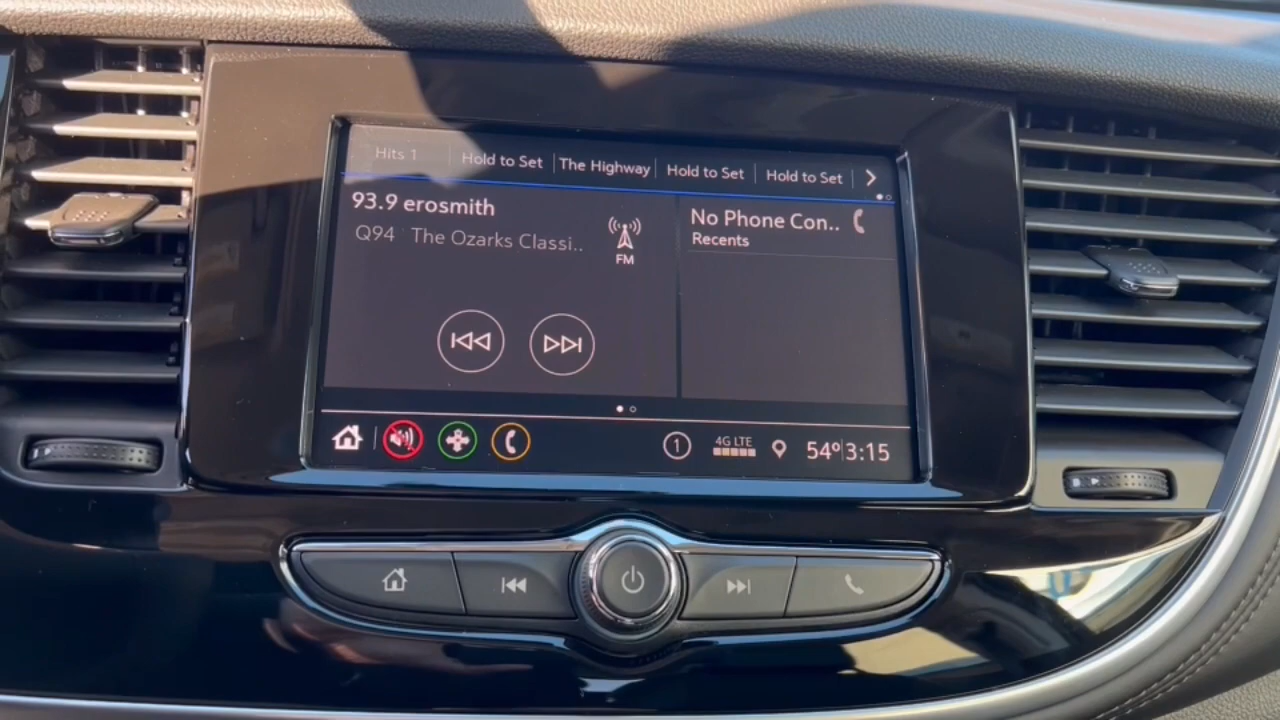 Hits 1 Hold to Set The Highway Hold to Set Hold to Set
93.9 erosmith
Q94 The Ozarks Classi..
FM
No Phone Con..
Recents
1 4G LTE 54° 3:15